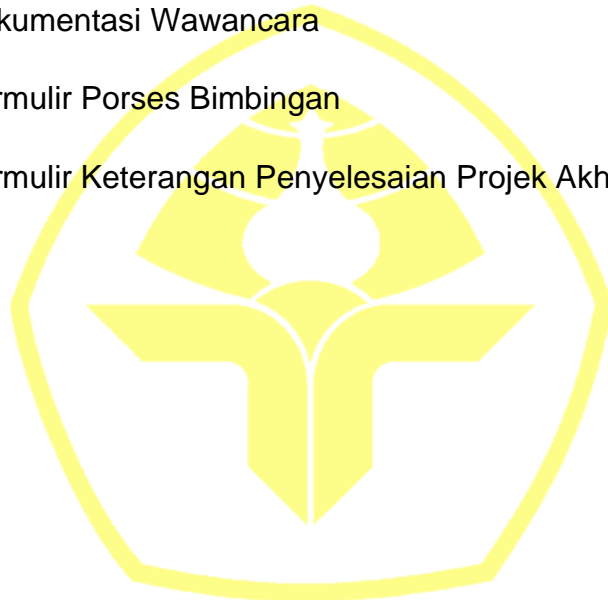 kumentasi Wawancara
rmulir Porses Bimbingan
rmulir Keterangan Penyelesaian Projek Akh